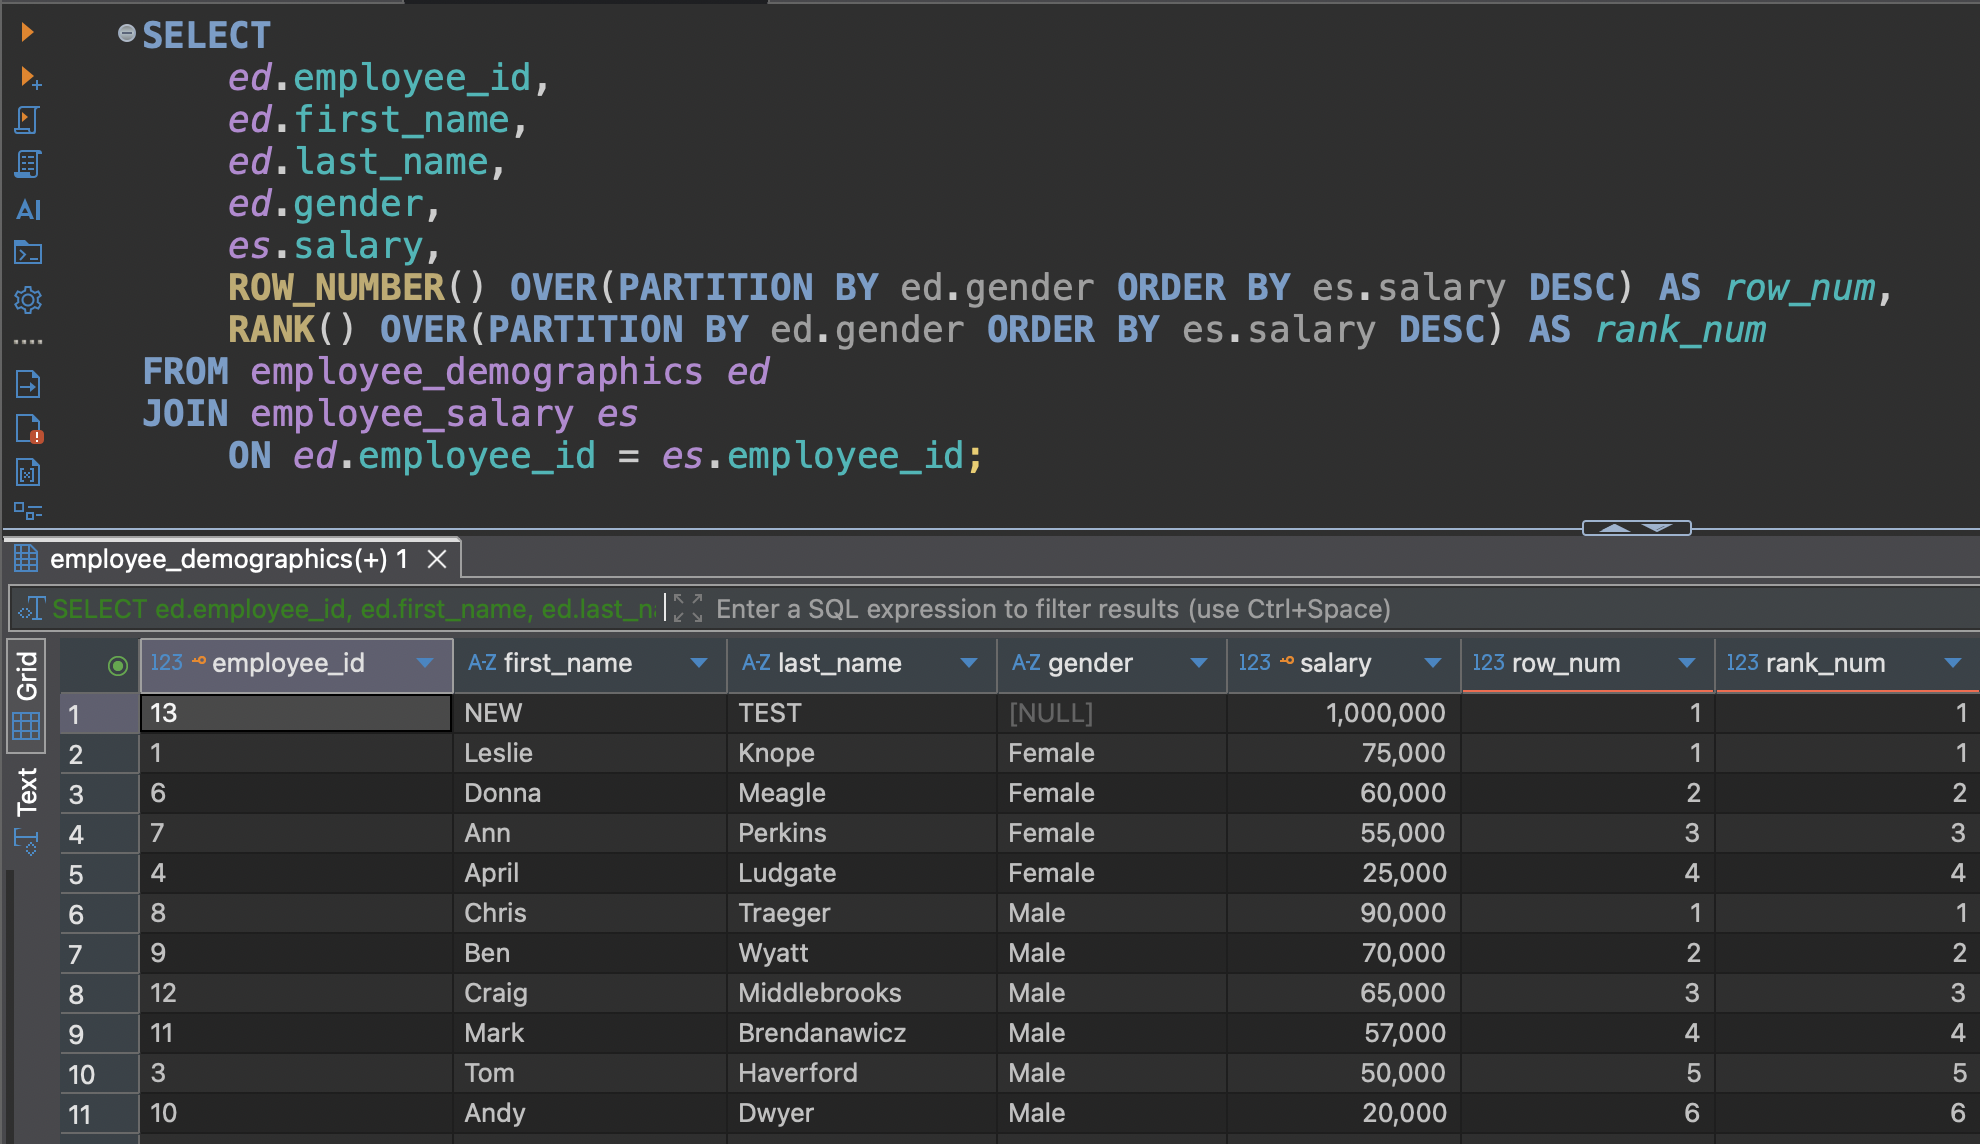 SELECT
ed.employee_id,
ed.first_name,
ed.last_name,
ed.gender,
es.salary,
ROW_NUMBER() OVER(PARTITION BY ed.gender ORDER BY es.salary DESC) AS row_num,
RANK() OVER(PARTITION BY ed.gender ORDER BY es.salary DESC) AS rank_num
FROM employee_demographics ed
JOIN employee_salary es
ON ed.employee_id = es.employee_id;
AI
employee_demographics(+) 1
SELECT ed.employee_id, ed.first_name, ed.last_n Enter a SQL expression to filter results (use Ctrl+Space)
Grid
Text
123 employee_id A-Z first_name A-Z last_name A-Z gender 123 salary 123 row_num 123 rank_num
1 13 NEW TEST [NULL] 1,000,000 1 1
2 1 Leslie Knope Female 75,000 1 1
3 6 Donna Meagle Female 60,000 2 2
4 7 Ann Perkins Female 55,000 3 3
5 4 April Ludgate Female 25,000 4 4
6 8 Chris Traeger Male 90,000 1 1
7 9 Ben Wyatt Male 70,000 2 2
8 12 Craig Middlebrooks Male 65,000 3 3
9 11 Mark Brendanawicz Male 57,000 4 4
10 3 Tom Haverford Male 50,000 5 5
11 10 Andy Dwyer Male 20,000 6 6